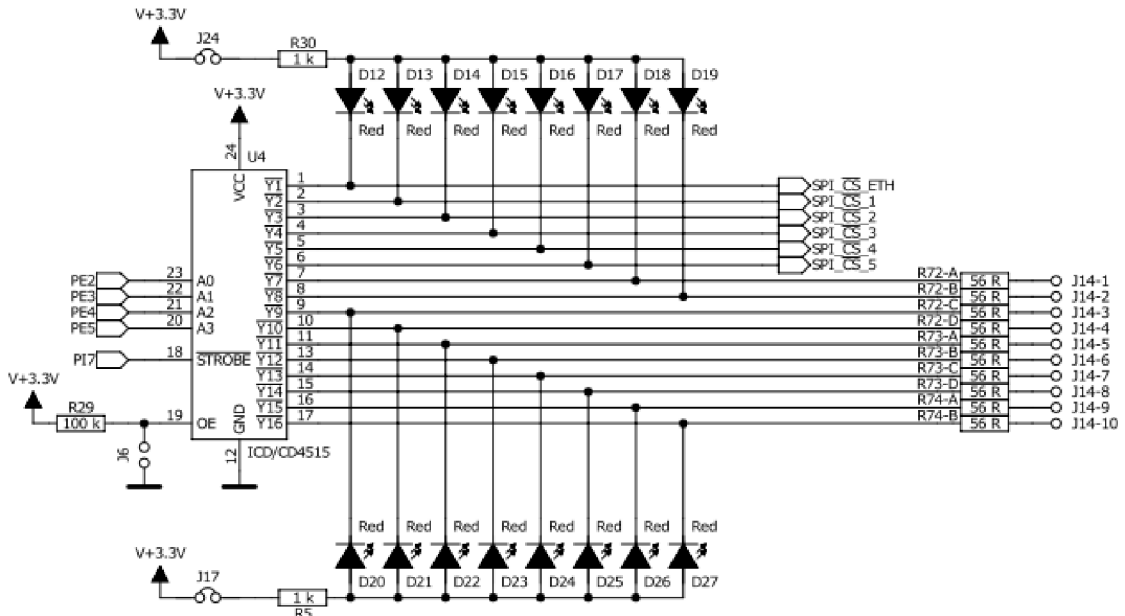 V+3.3V
J24
R30
1 k
D12 D13 D14 D15 D16 D17 D18 D19
Red Red Red Red Red Red Red Red
V+3.3V
24
U4
VCC
Y1 1 SPI_CS_ETH
Y2 2 SPI_CS_1
Y3 3 SPI_CS_2
Y4 4 SPI_CS_3
Y5 5 SPI_CS_4
Y6 6 SPI_CS_5
PE2 23 A0 Y7 7 R72-A 56 R J14-1
PE3 22 A1 Y8 8 R72-B 56 R J14-2
PE4 21 A2 Y9 9 R72-C 56 R J14-3
PE5 20 A3 Y10 10 R72-D 56 R J14-4
Y11 11 R73-A 56 R J14-5
PI7 18 STROBE Y12 13 R73-B 56 R J14-6
Y13 14 R73-C 56 R J14-7
Y14 15 R73-D 56 R J14-8
Y15 16 R74-A 56 R J14-9
Y16 17 R74-B 56 R J14-10
V+3.3V
R29
100 k
19 OE
GND
J6
12
ICD/CD4515
Red Red Red Red Red Red Red Red
D20 D21 D22 D23 D24 D25 D26 D27
V+3.3V
J17
1 k
R5